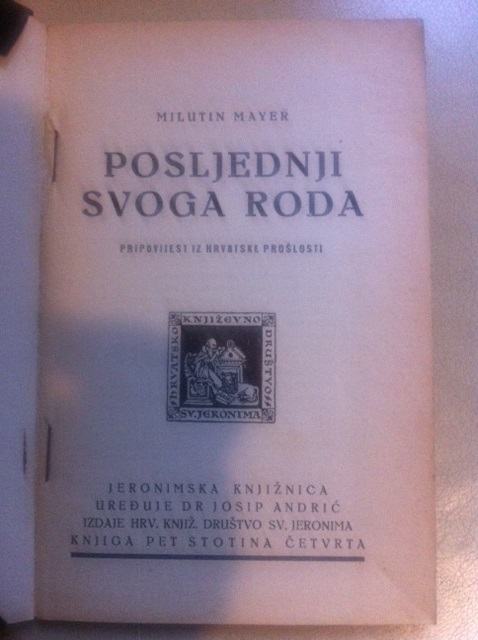 MILUTIN MAYER
POSLJEDNJI
SVOGA RODA
PRIPOVIJEST IZ HRVATSKE PROŠLOSTI
HRVATSKO
KNJIŽEVNO
DRUŠTVO
SV. JERONIMA
JERONIMSKA KNJIŽNICA
UREĐUJE DR JOSIP ANDRIĆ
IZDAJE HRV. KNJIŽ. DRUŠTVO SV. JERONIMA
KNJIGA PET STOTINA ČETVRTA